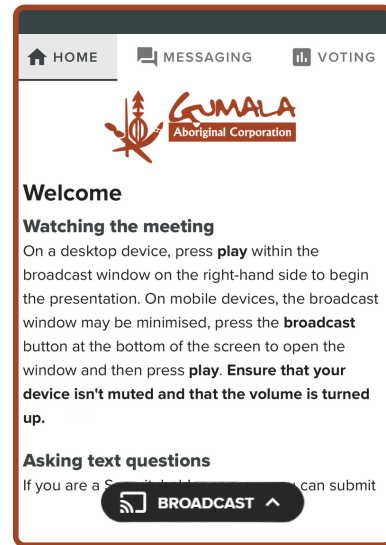 HOME MESSAGING VOTING
GUMALA
Aboriginal Corporation
Welcome
Watching the meeting
On a desktop device, press play within the
broadcast window on the right-hand side to begin
the presentation. On mobile devices, the broadcast
window may be minimised, press the broadcast
button at the bottom of the screen to open the
window and then press play. Ensure that your
device isn't muted and that the volume is turned
up.
Asking text questions
If you are a can submit
BROADCAST